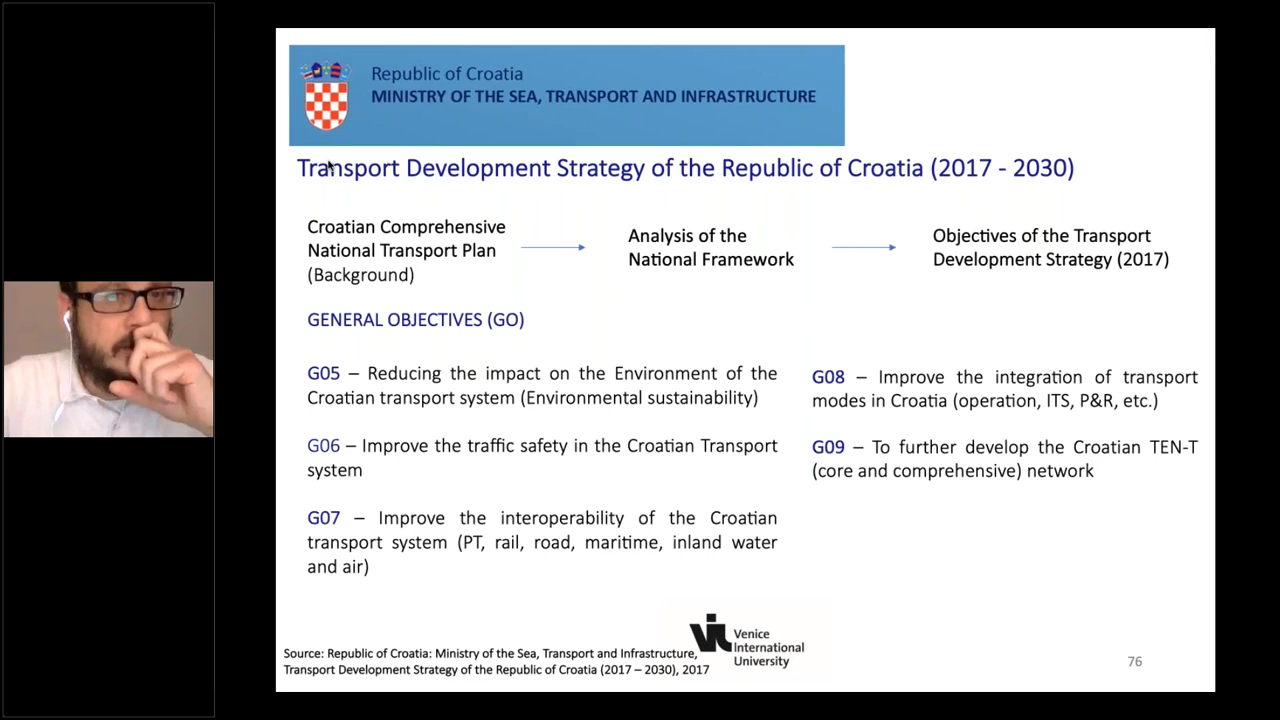 Republic of Croatia
MINISTRY OF THE SEA, TRANSPORT AND INFRASTRUCTURE
Transport Development Strategy of the Republic of Croatia (2017 - 2030)
Croatian Comprehensive
National Transport Plan
(Background)
Analysis of the
National Framework
Objectives of the Transport
Development Strategy (2017)
GENERAL OBJECTIVES (GO)
G05 – Reducing the impact on the Environment of the
Croatian transport system (Environmental sustainability)
G06 – Improve the traffic safety in the Croatian Transport
system
G07 – Improve the interoperability of the Croatian
transport system (PT, rail, road, maritime, inland water
and air)
G08 – Improve the integration of transport
modes in Croatia (operation, ITS, P&R, etc.)
G09 – To further develop the Croatian TEN-T
(core and comprehensive) network
Source: Republic of Croatia: Ministry of the Sea, Transport and Infrastructure,
Transport Development Strategy of the Republic of Croatia (2017 – 2030), 2017
Venice
International
University
76